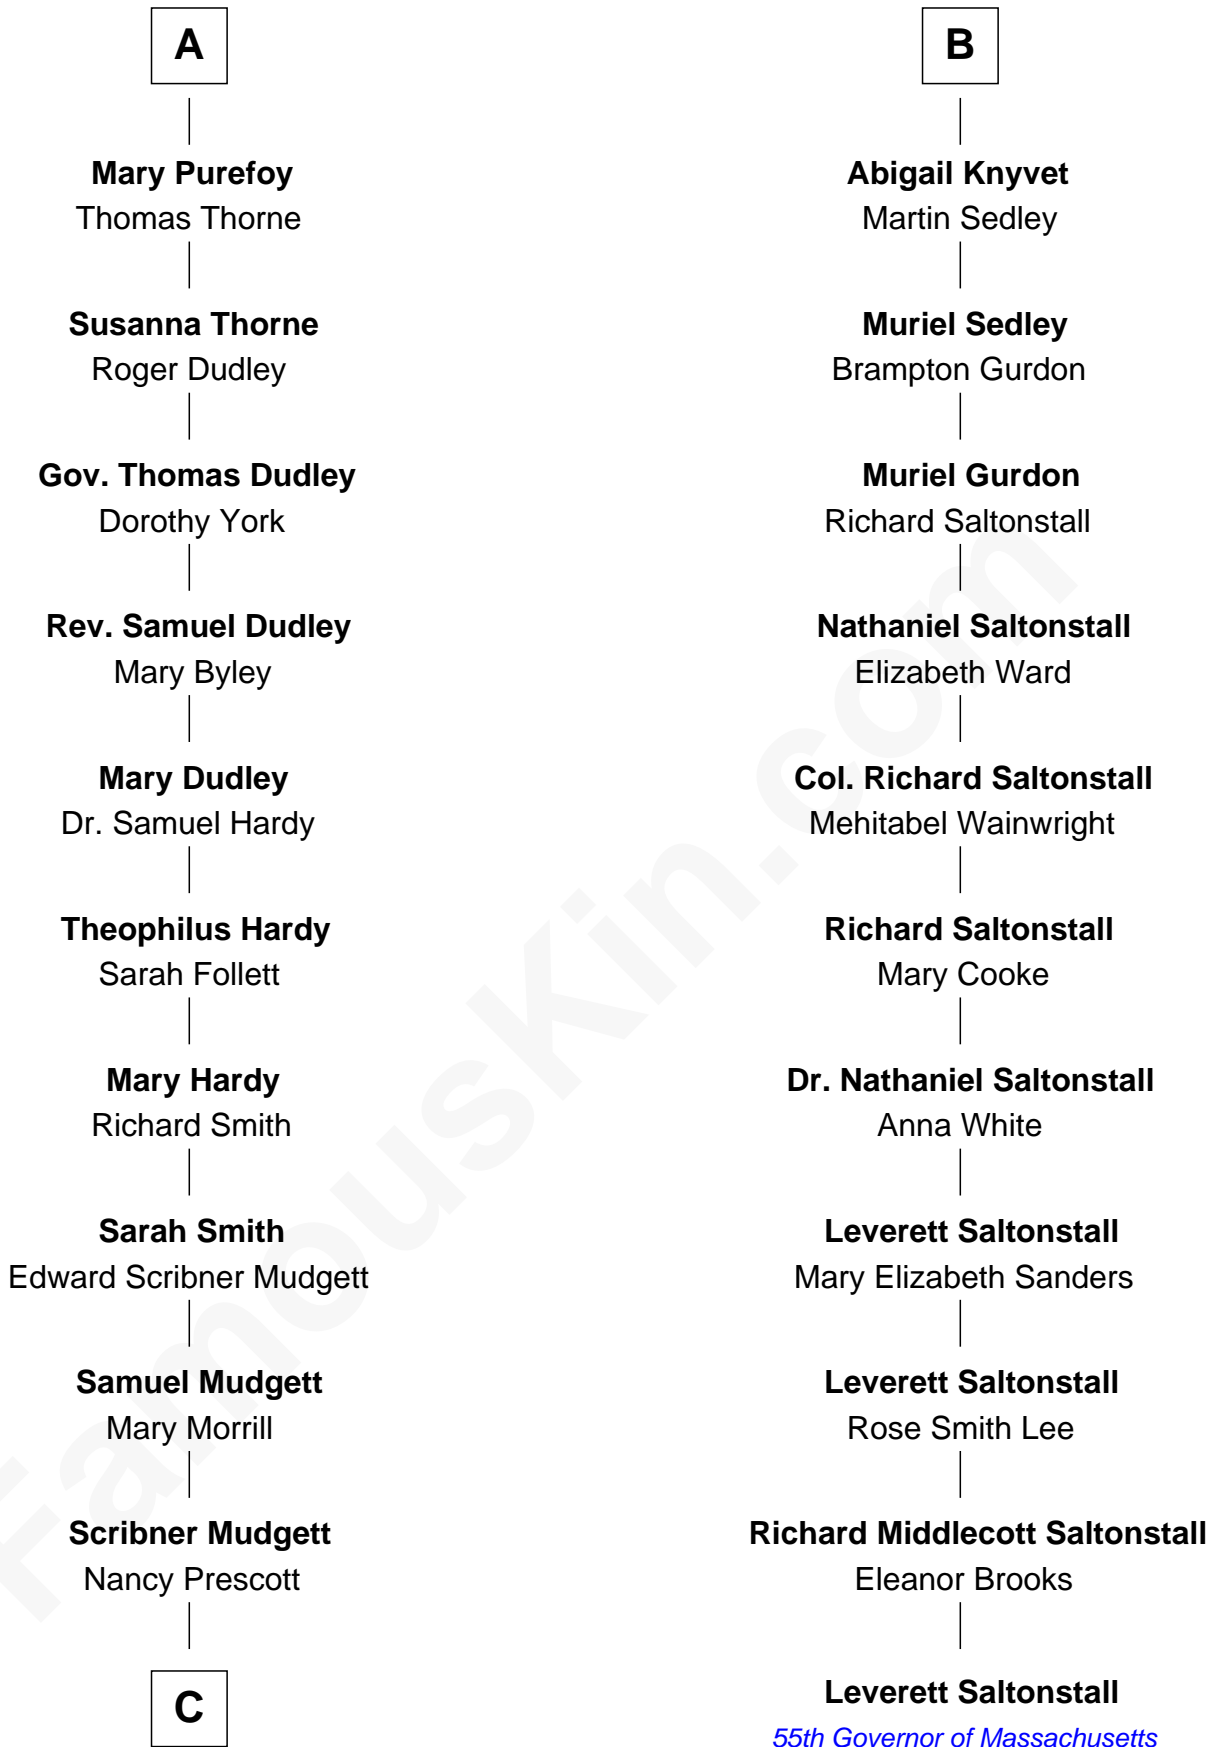 A
Mary Purefoy
Thomas Thorne
Susanna Thorne
Roger Dudley
Gov. Thomas Dudley
Dorothy York
Rev. Samuel Dudley
Mary Byley
Mary Dudley
Dr. Samuel Hardy
Theophilus Hardy
Sarah Follett
Mary Hardy
Richard Smith
Sarah Smith
Edward Scribner Mudgett
Samuel Mudgett
Mary Morrill
Scribner Mudgett
Nancy Prescott
C
B
Abigail Knyvet
Martin Sedley
Muriel Sedley
Brampton Gurdon
Muriel Gurdon
Richard Saltonstall
Nathaniel Saltonstall
Elizabeth Ward
Col. Richard Saltonstall
Mehitabel Wainwright
Richard Saltonstall
Mary Cooke
Dr. Nathaniel Saltonstall
Anna White
Leverett Saltonstall
Mary Elizabeth Sanders
Leverett Saltonstall
Rose Smith Lee
Richard Middlecott Saltonstall
Eleanor Brooks
Leverett Saltonstall
55th Governor of Massachusetts
FamousKin.com